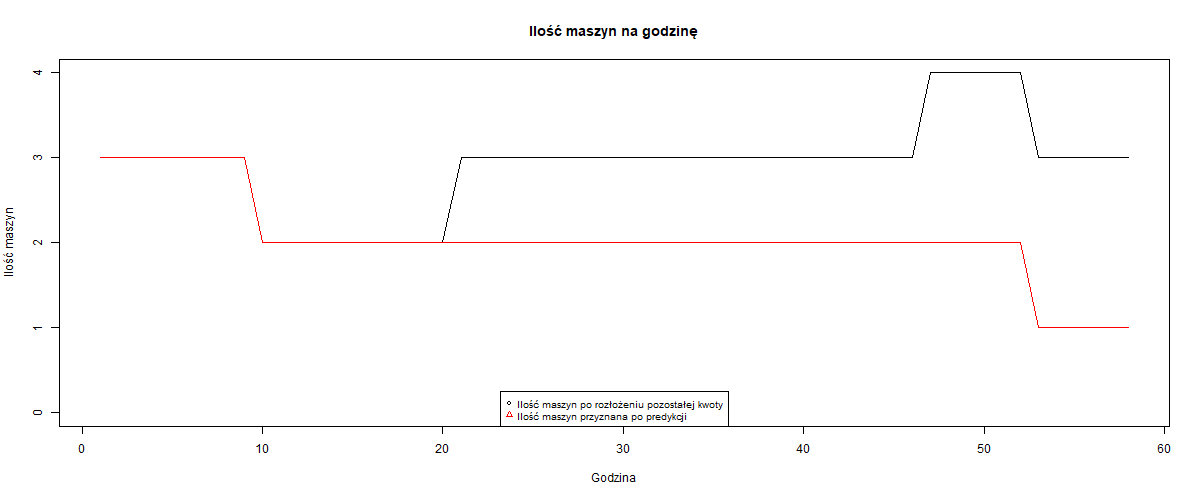 Ilość maszyn na godzinę
Ilość maszyn
4
3
2
1
0
Ilość maszyn po rozłożeniu pozostałej kwoty
Ilość maszyn przyznana po predykcji
0 10 20 30 40 50 60
Godzina